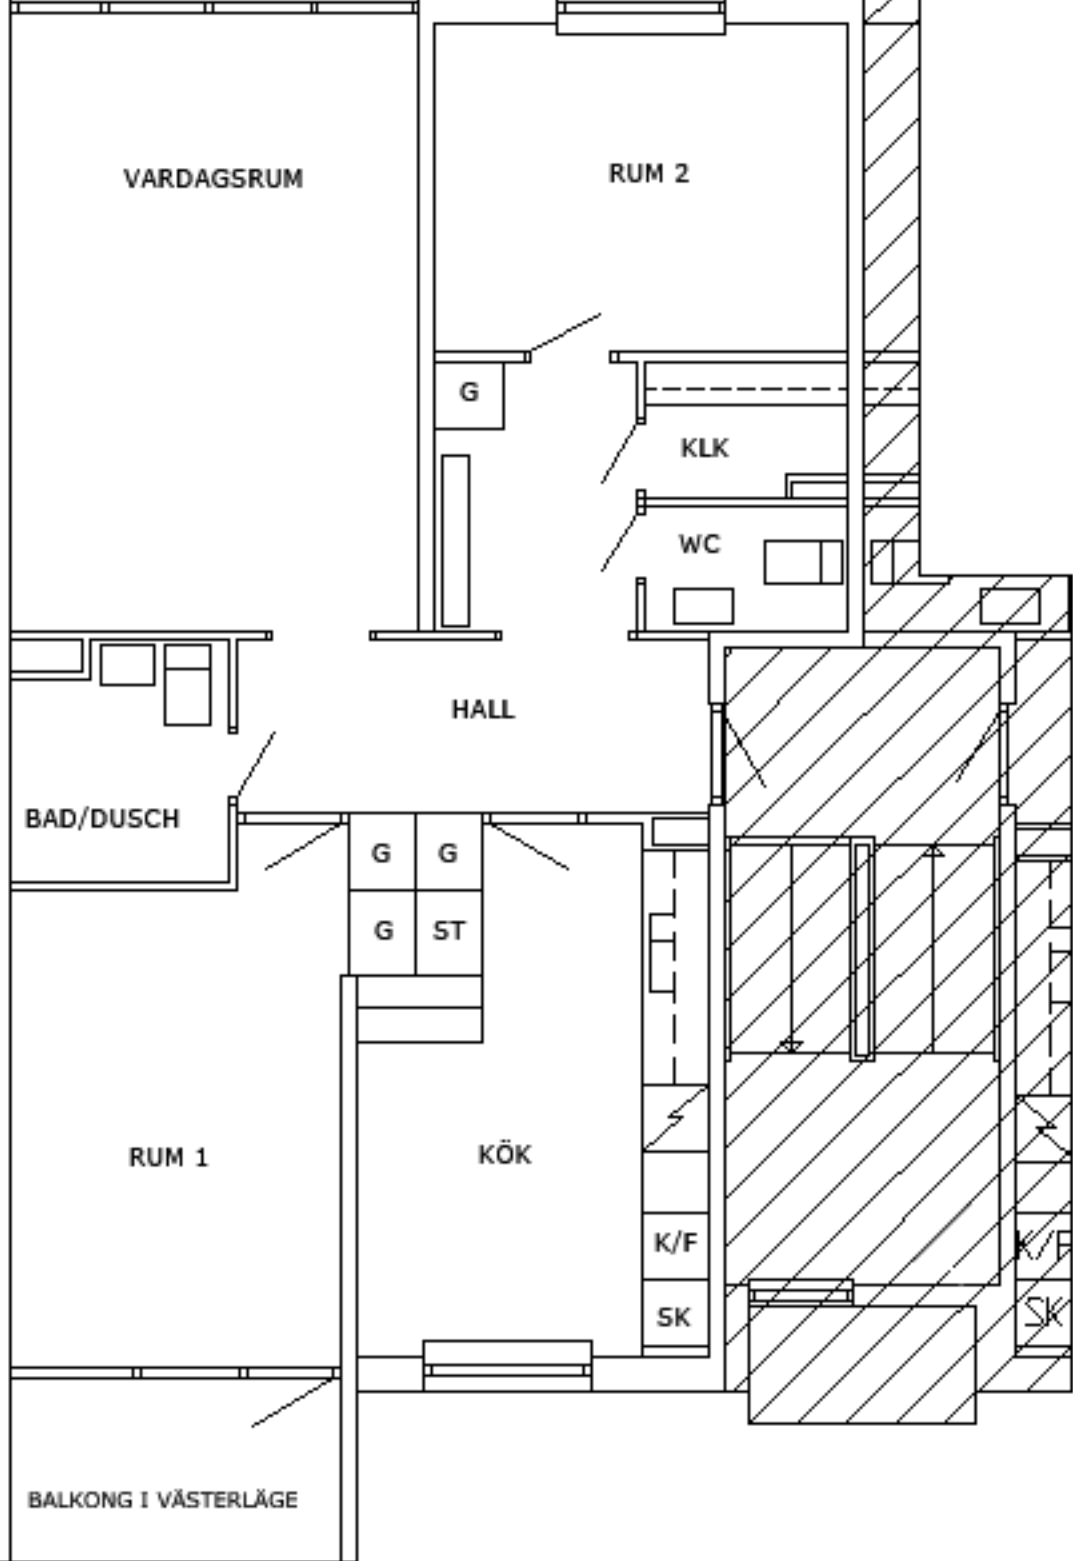 VARDAGSRUM
RUM 2
G
KLK
WC
HALL
BAD/DUSCH
G G
G ST
RUM 1
KÖK
K/F
K/F
SK
SK
BALKONG I VÄSTERLÄGE